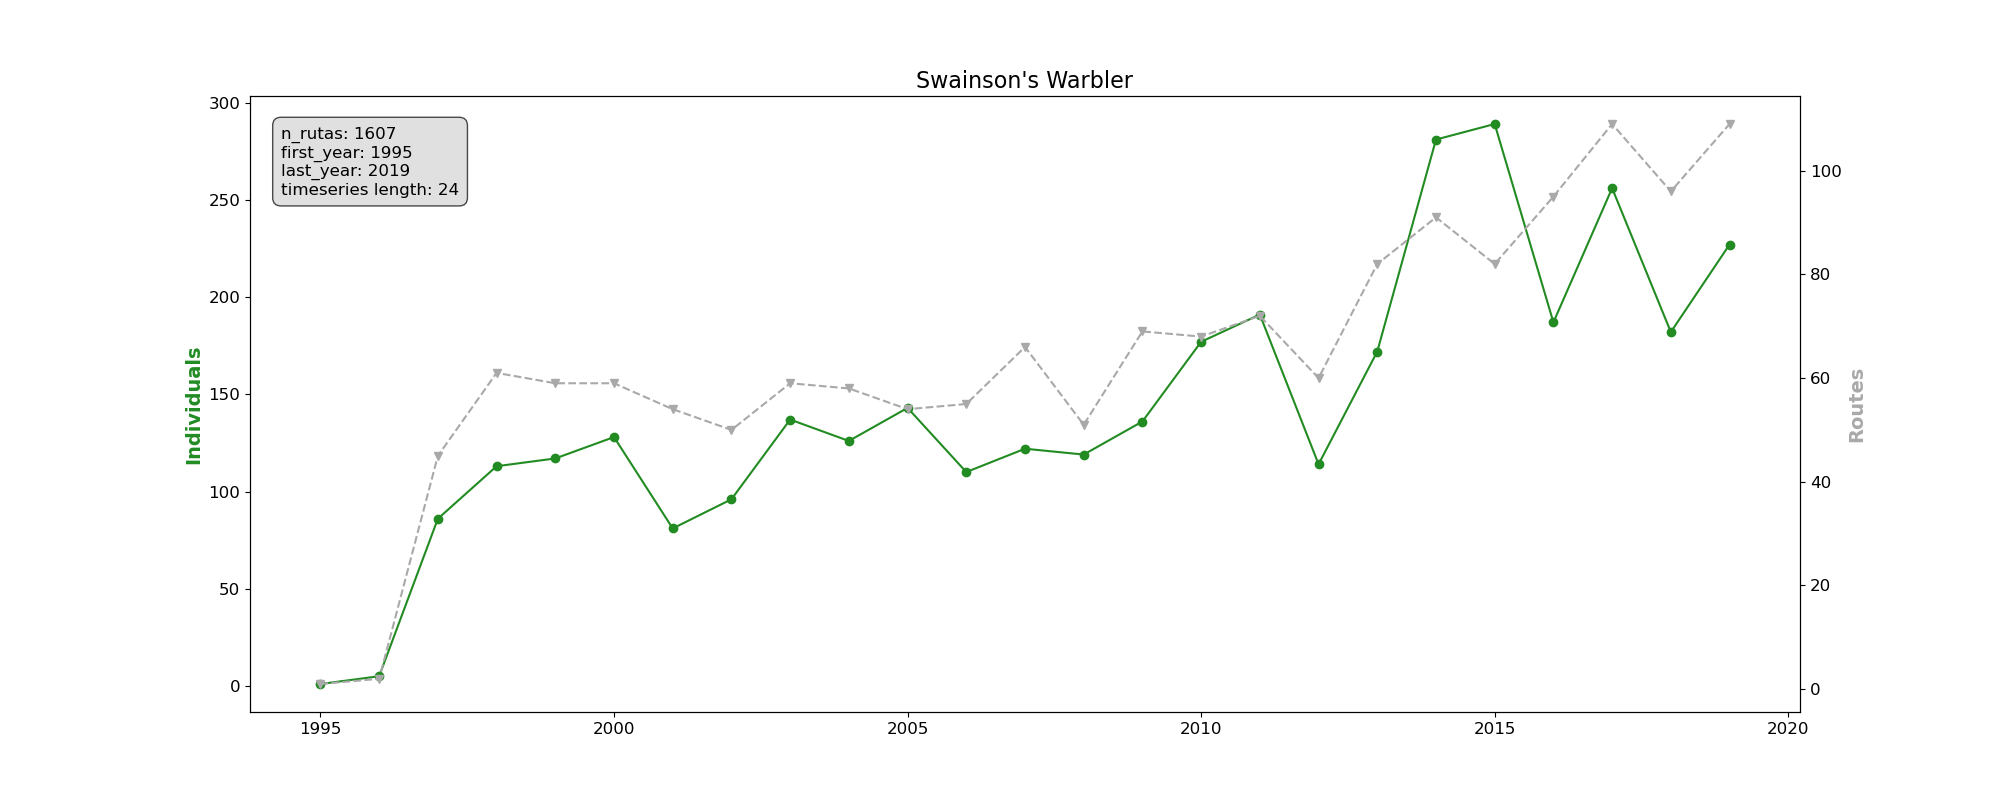 Swainson's Warbler
n_rutas: 1607
first_year: 1995
last_year: 2019
timeseries length: 24
Individuals
300
250
200
150
100
50
0
Routes
100
80
60
40
20
0
1995 2000 2005 2010 2015 2020